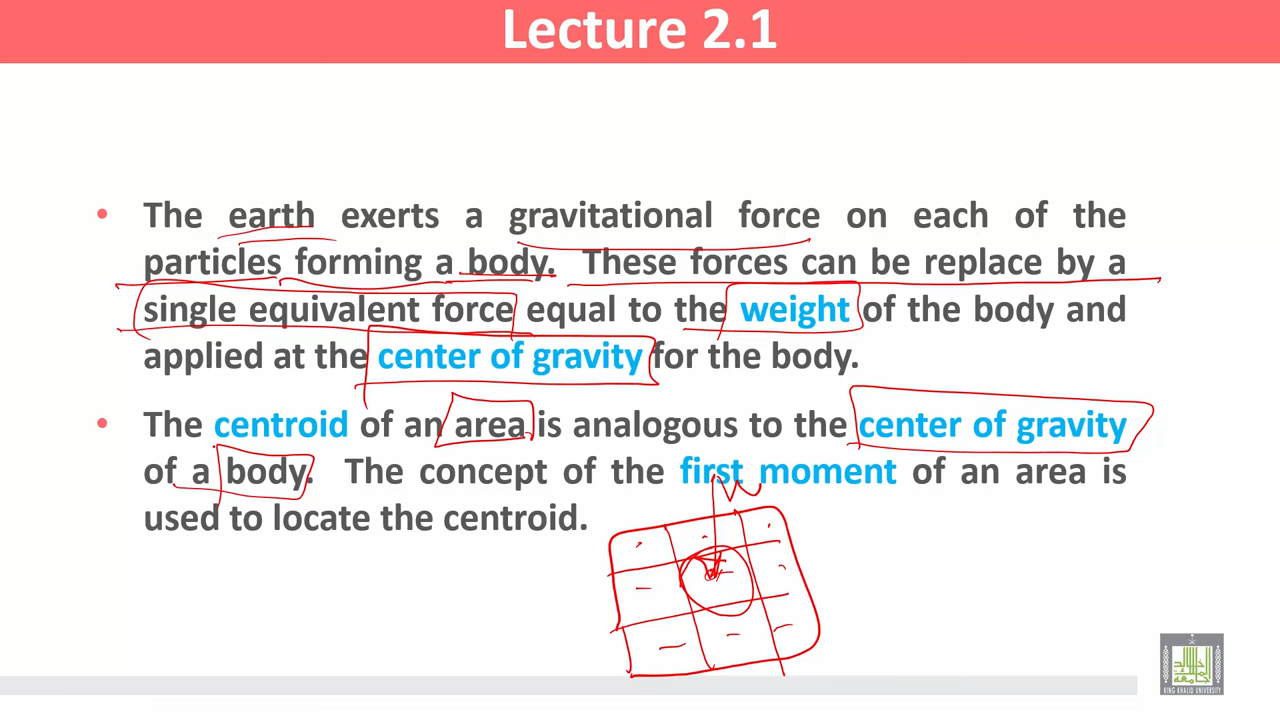 Lecture 2.1
• The earth exerts a gravitational force on each of the
particles forming a body. These forces can be replace by a
single equivalent force equal to the weight of the body and
applied at the center of gravity for the body.
• The centroid of an area is analogous to the center of gravity
of a body. The concept of the first moment of an area is
used to locate the centroid.
W
KING KHALID UNIVERSITY